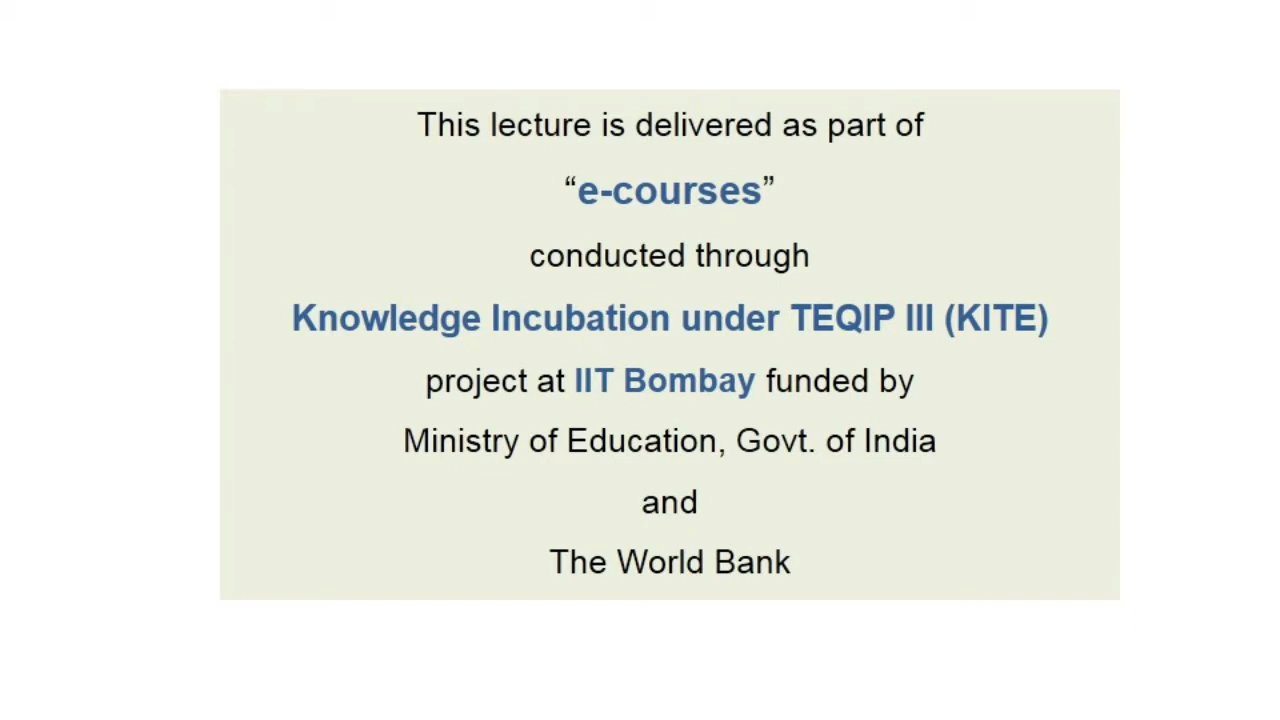 This lecture is delivered as part of
“e-courses”
conducted through
Knowledge Incubation under TEQIP III (KITE)
project at IIT Bombay funded by
Ministry of Education, Govt. of India
and
The World Bank